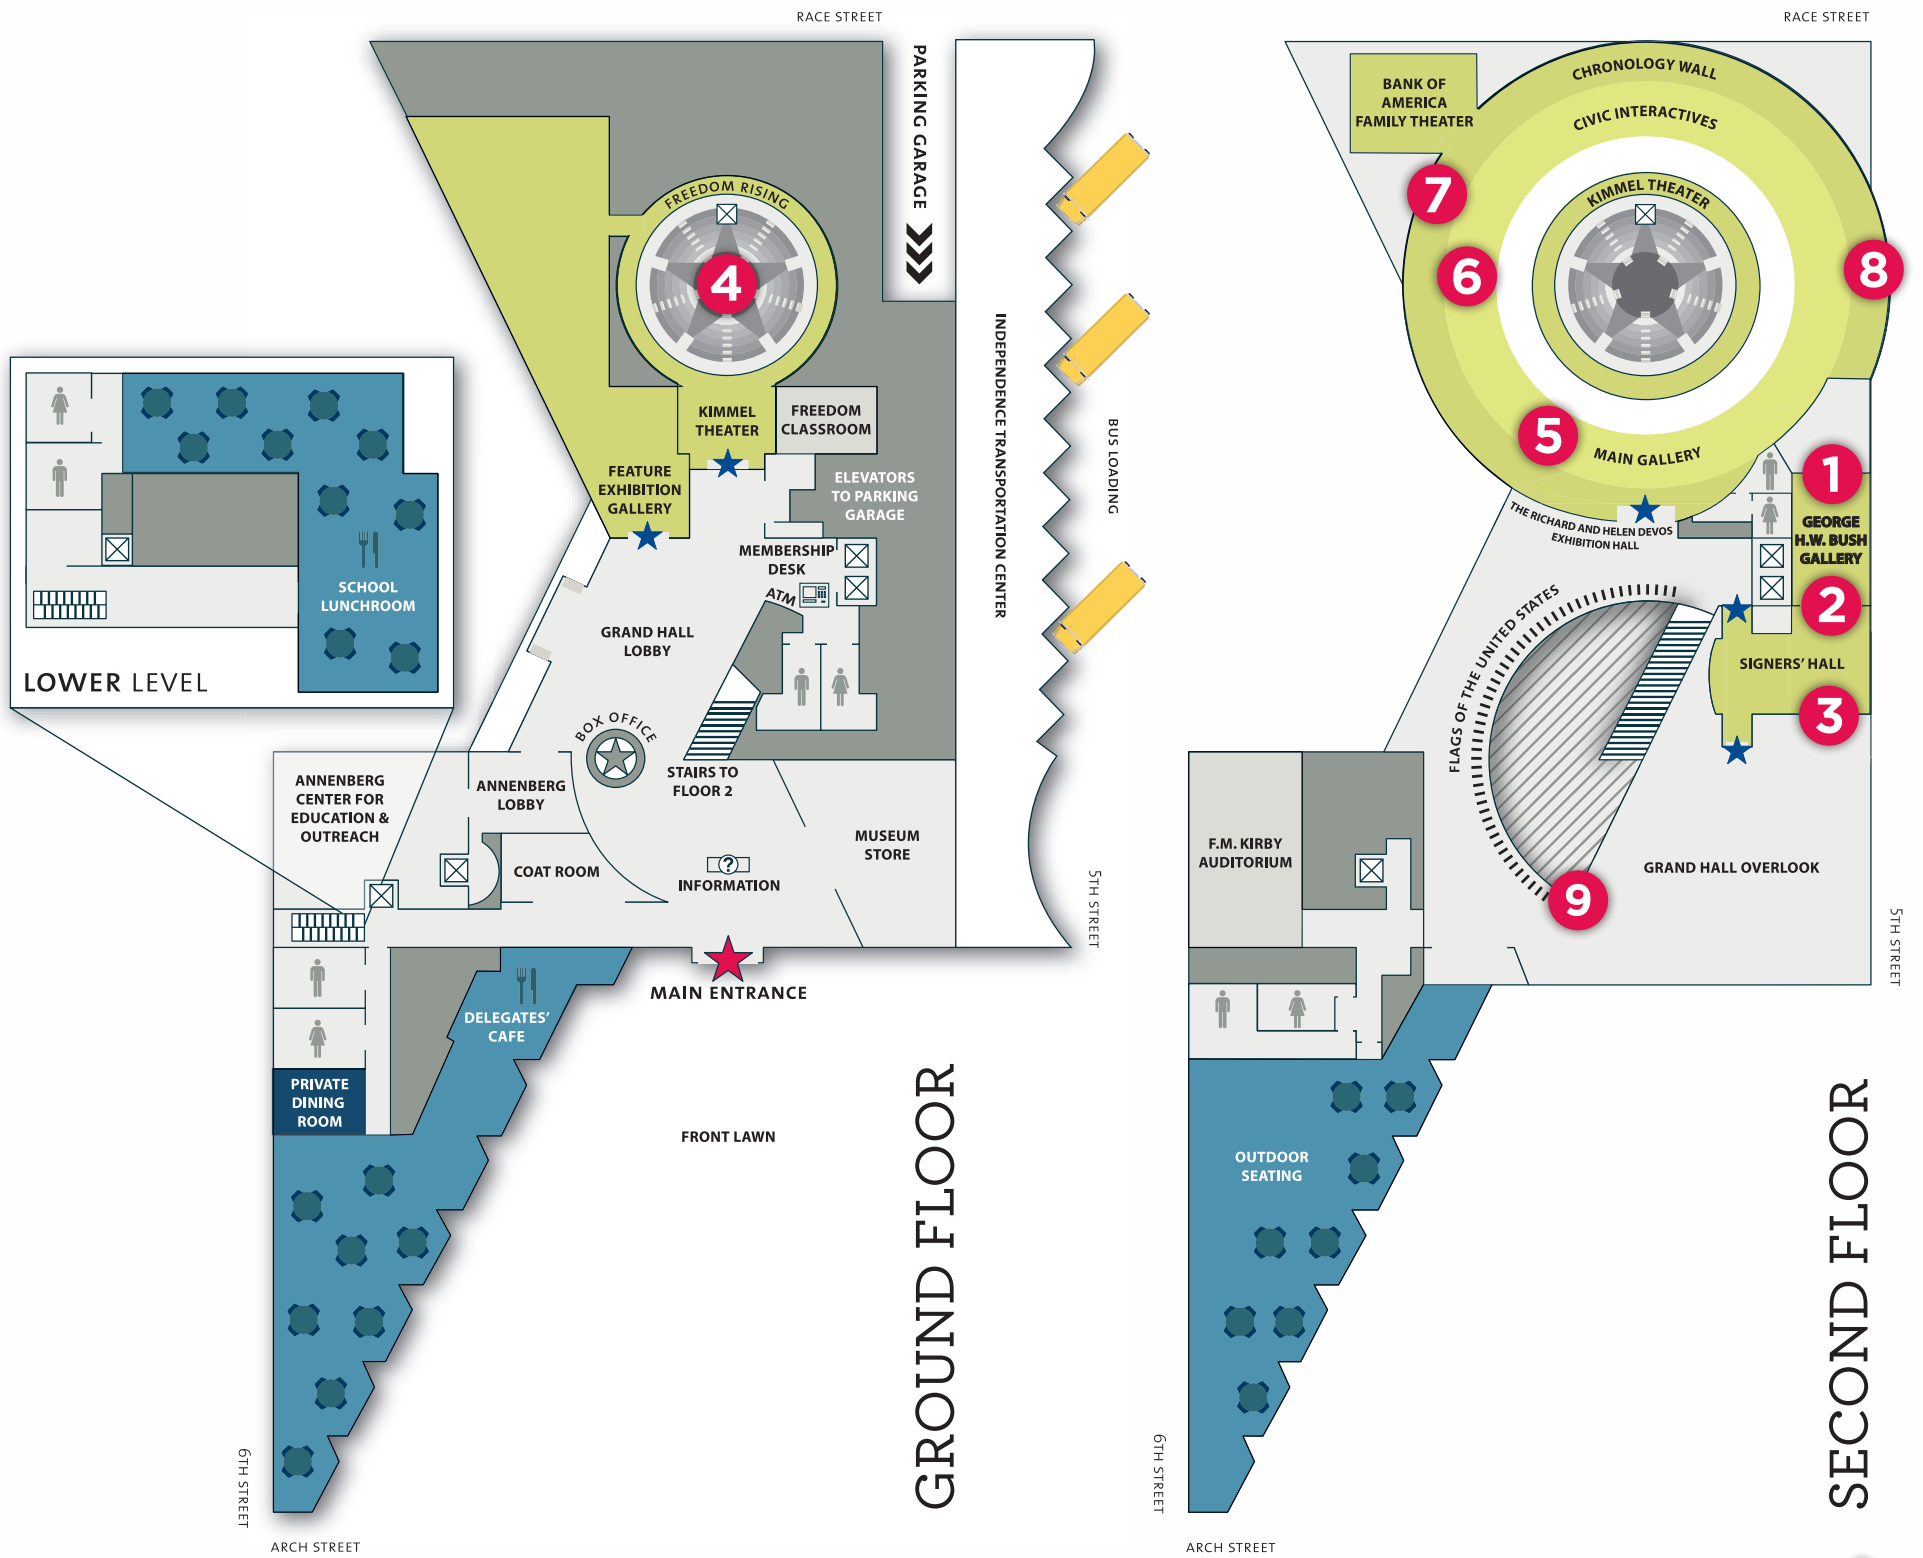 RACE STREET
PARKING GARAGE
FREEDOM RISING
4
KIMMEL
THEATER
FREEDOM
CLASSROOM
FEATURE
EXHIBITION
GALLERY
ELEVATORS
TO PARKING
GARAGE
MEMBERSHIP
DESK
ATM
GRAND HALL
LOBBY
BOX OFFICE
STAIRS TO
FLOOR 2
INDEPENDENCE TRANSPORTATION CENTER
BUS LOADING
5TH STREET
SCHOOL
LUNCHROOM
LOWER LEVEL
ANNENBERG
CENTER FOR
EDUCATION &
OUTREACH
ANNENBERG
LOBBY
COAT ROOM
?
INFORMATION
MUSEUM
STORE
MAIN ENTRANCE
DELEGATES'
CAFE
PRIVATE
DINING
ROOM
FRONT LAWN
GROUND FLOOR
6TH STREET
ARCH STREET
RACE STREET
BANK OF
AMERICA
FAMILY THEATER
CHRONOLOGY WALL
CIVIC INTERACTIVES
KIMMEL THEATER
7
6
8
5
MAIN GALLERY
THE RICHARD AND HELEN DEVOS
EXHIBITION HALL
1
GEORGE
H.W. BUSH
GALLERY
2
SIGNERS' HALL
3
FLAGS OF THE UNITED STATES
9
GRAND HALL OVERLOOK
F.M. KIRBY
AUDITORIUM
5TH STREET
OUTDOOR
SEATING
SECOND FLOOR
6TH STREET
ARCH STREET